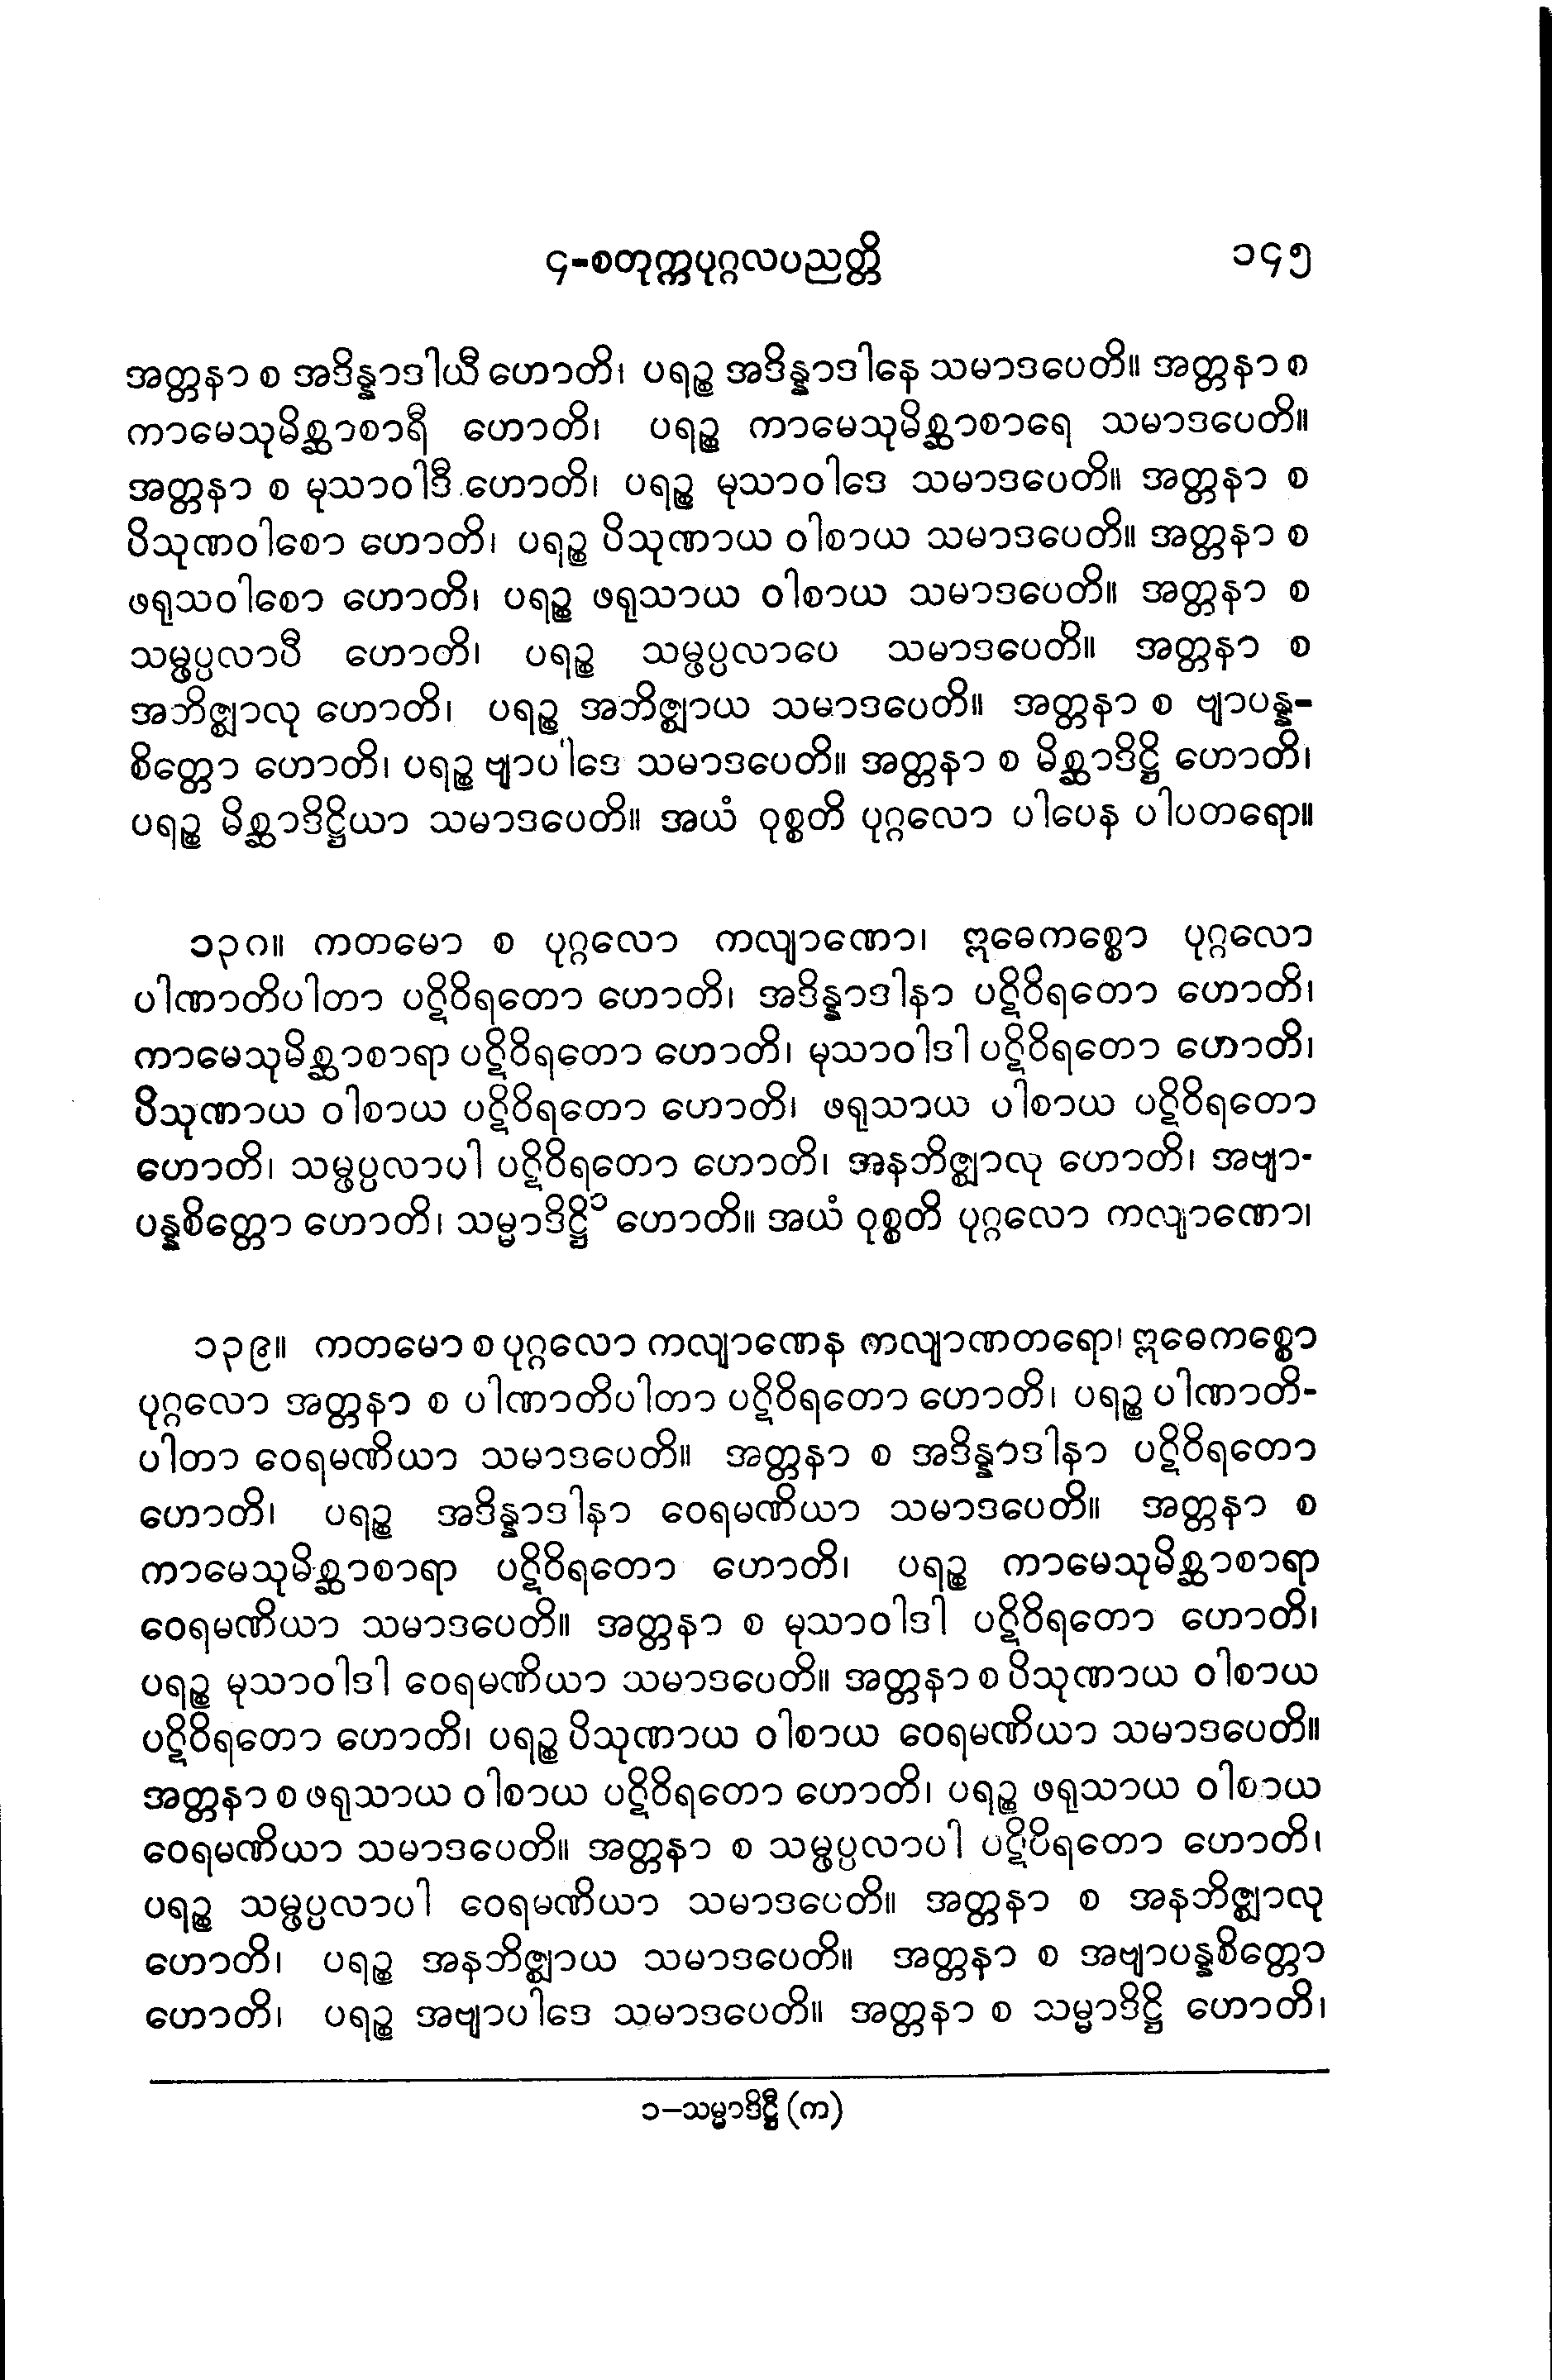 ၄-စတုက္ကပုဂ္ဂလပညတ္တိ
၁၄၅
အတ္တနာ စ အဒိန္နာဒါယီ ဟောတိ၊ ပရဉ္စ အဒိန္နာဒါနေ သမာဒပေတိ။ အတ္တနာ စ
ကာမေသုမိစ္ဆာစာရီ ဟောတိ၊ ပရဉ္စ ကာမေသုမိစ္ဆာစာရေ သမာဒပေတိ။
အတ္တနာ စ မုသာဝါဒီ ဟောတိ၊ ပရဉ္စ မုသာဝါဒေ သမာဒပေတိ။ အတ္တနာ စ
ပိသုဏဝါစော ဟောတိ၊ ပရဉ္စ ပိသုဏာယ ဝါစာယ သမာဒပေတိ။ အတ္တနာ စ
ဖရုသဝါစော ဟောတိ၊ ပရဉ္စ ဖရုသာယ ဝါစာယ သမာဒပေတိ။ အတ္တနာ စ
သမ္ဖပ္ပလာပီ ဟောတိ၊ ပရဉ္စ သမ္ဖပ္ပလာပေ သမာဒပေတိ။ အတ္တနာ စ
အဘိဇ္ဈာလု ဟောတိ၊ ပရဉ္စ အဘိဇ္ဈာယ သမာဒပေတိ။ အတ္တနာ စ ဗျာပန္န-
စိတ္တော ဟောတိ၊ ပရဉ္စ ဗျာပါဒေ သမာဒပေတိ။ အတ္တနာ စ မိစ္ဆာဒိဋ္ဌိ ဟောတိ၊
ပရဉ္စ မိစ္ဆာဒိဋ္ဌိယာ သမာဒပေတိ။ အယံ ဝုစ္စတိ ပုဂ္ဂလော ပါပေန ပါပတရော။
၁၃၈။ ကတမော စ ပုဂ္ဂလော ကလျာဏော၊ ဣဓေကစ္စော ပုဂ္ဂလော
ပါဏာတိပါတာ ပဋိဝိရတော ဟောတိ၊ အဒိန္နာဒါနာ ပဋိဝိရတော ဟောတိ၊
ကာမေသုမိစ္ဆာစာရာ ပဋိဝိရတော ဟောတိ၊ မုသာဝါဒါ ပဋိဝိရတော ဟောတိ၊
ပိသုဏာယ ဝါစာယ ပဋိဝိရတော ဟောတိ၊ ဖရုသာယ ဝါစာယ ပဋိဝိရတော
ဟောတိ၊ သမ္ဖပ္ပလာပါ ပဋိဝိရတော ဟောတိ၊ အနဘိဇ္ဈာလု ဟောတိ၊ အဗျာ-
ပန္နစိတ္တော ဟောတိ၊ သမ္မာဒိဋ္ဌိ၁ ဟောတိ။ အယံ ဝုစ္စတိ ပုဂ္ဂလော ကလျာဏော၊
၁၃၉။ ကတမော စ ပုဂ္ဂလော ကလျာဏေန ကလျာဏတရော၊ ဣဓေကစ္စော
ပုဂ္ဂလော အတ္တနာ စ ပါဏာတိပါတာ ပဋိဝိရတော ဟောတိ၊ ပရဉ္စ ပါဏာတိ-
ပါတာ ဝေရမဏိယာ သမာဒပေတိ။ အတ္တနာ စ အဒိန္နာဒါနာ ပဋိဝိရတော
ဟောတိ၊ ပရဉ္စ အဒိန္နာဒါနာ ဝေရမဏိယာ သမာဒပေတိ။ အတ္တနာ စ
ကာမေသုမိစ္ဆာစာရာ ပဋိဝိရတော ဟောတိ၊ ပရဉ္စ ကာမေသုမိစ္ဆာစာရာ
ဝေရမဏိယာ သမာဒပေတိ။ အတ္တနာ စ မုသာဝါဒါ ပဋိဝိရတော ဟောတိ၊
ပရဉ္စ မုသာဝါဒါ ဝေရမဏိယာ သမာဒပေတိ။ အတ္တနာ စ ပိသုဏာယ ဝါစာယ
ပဋိဝိရတော ဟောတိ၊ ပရဉ္စ ပိသုဏာယ ဝါစာယ ဝေရမဏိယာ သမာဒပေတိ။
အတ္တနာ စ ဖရုသာယ ဝါစာယ ပဋိဝိရတော ဟောတိ၊ ပရဉ္စ ဖရုသာယ ဝါစာယ
ဝေရမဏိယာ သမာဒပေတိ။ အတ္တနာ စ သမ္ဖပ္ပလာပါ ပဋိဝိရတော ဟောတိ၊
ပရဉ္စ သမ္ဖပ္ပလာပါ ဝေရမဏိယာ သမာဒပေတိ။ အတ္တနာ စ အနဘိဇ္ဈာလု
ဟောတိ၊ ပရဉ္စ အနဘိဇ္ဈာယ သမာဒပေတိ။ အတ္တနာ စ အဗျာပန္နစိတ္တော
ဟောတိ၊ ပရဉ္စ အဗျာပါဒေ သမာဒပေတိ။ အတ္တနာ စ သမ္မာဒိဋ္ဌိ ဟောတိ၊
၁–သမ္မာဒိဋ္ဌီ (က)